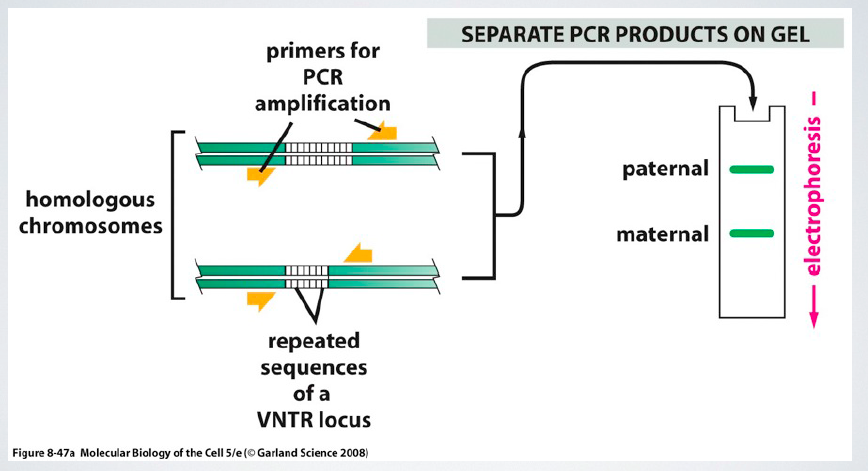 SEPARATE PCR PRODUCTS ON GEL
primers for
PCR
amplification
homologous
chromosomes
repeated
sequences
of a
VNTR locus
paternal
maternal
electrophoresis
Figure 8-47a Molecular Biology of the Cell 5/e (© Garland Science 2008)